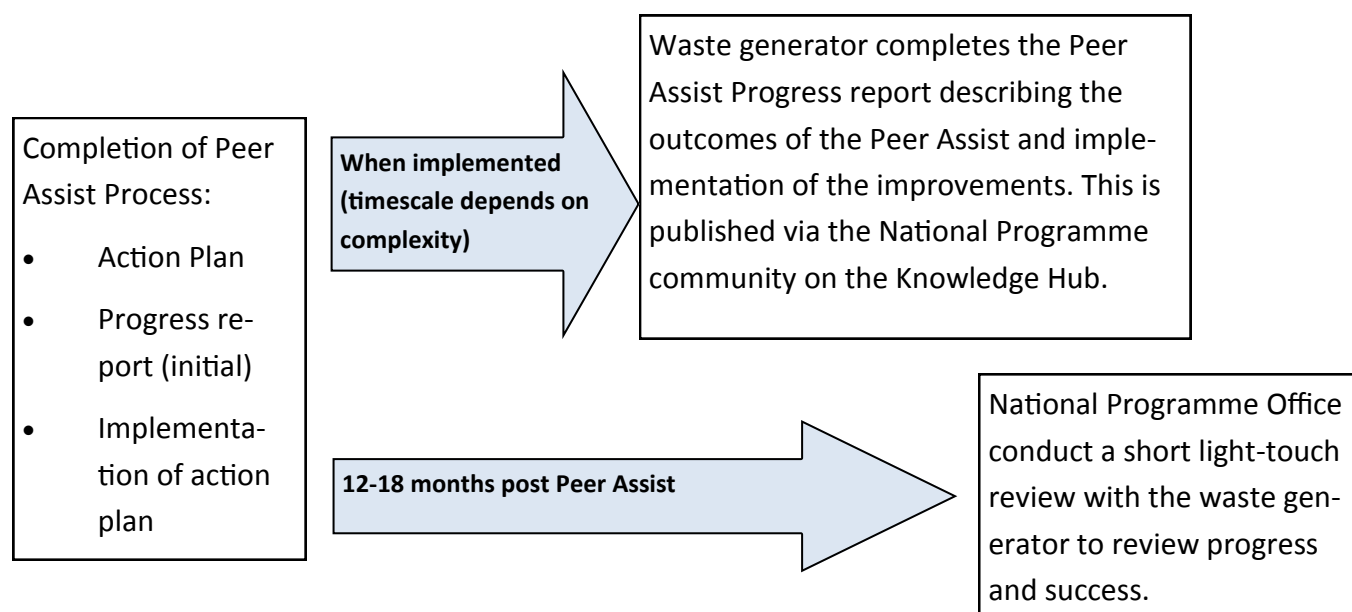 Completion of Peer
Assist Process:
• Action Plan
• Progress re-
port (initial)
• Implementa-
tion of action
plan
When implemented
(timescale depends on
complexity)
Waste generator completes the Peer
Assist Progress report describing the
outcomes of the Peer Assist and imple-
mentation of the improvements. This is
published via the National Programme
community on the Knowledge Hub.
12-18 months post Peer Assist
National Programme Office
conduct a short light-touch
review with the waste gen-
erator to review progress
and success.